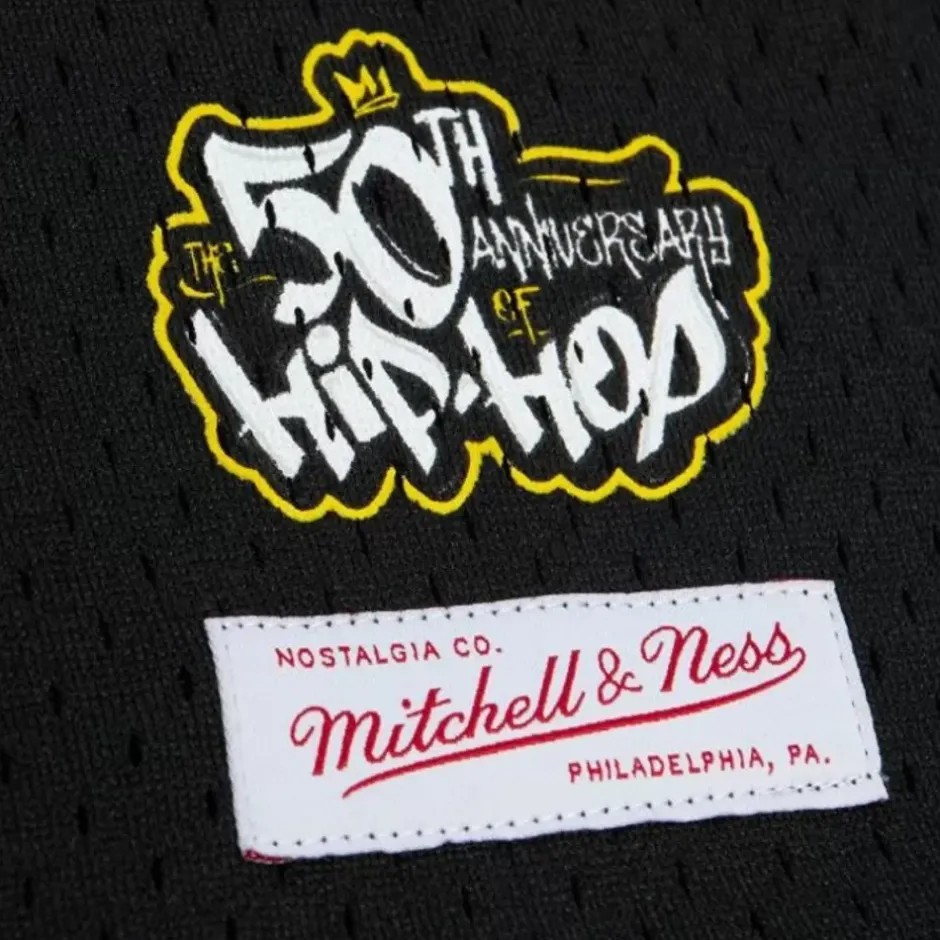 THE 50TH
ANNIVERSARY
OF
HIP-HOP
NOSTALGIA CO.
Mitchell & Ness
PHILADELPHIA, PA.